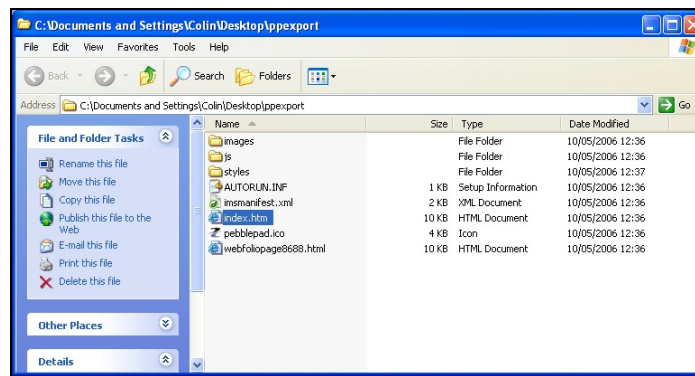 C:\Documents and Settings\Colin\Desktop\ppexport
File Edit View Favorites Tools Help
Back Search Folders
Address C:\Documents and Settings\Colin\Desktop\ppexport Go
Name Size Type Date Modified
File and Folder Tasks
Rename this file
Move this file
Copy this file
Publish this file to the
Web
E-mail this file
Print this file
Delete this file
Other Places
Details
images File Folder 10/05/2006 12:36
js File Folder 10/05/2006 12:36
styles File Folder 10/05/2006 12:37
AUTORUN.INF 1 KB Setup Information 10/05/2006 12:36
imsmanifest.xml 2 KB XML Document 10/05/2006 12:36
index.htm 10 KB HTML Document 10/05/2006 12:36
pebblepad.ico 4 KB Icon 10/05/2006 12:36
webfoliopage8688.html 10 KB HTML Document 10/05/2006 12:36